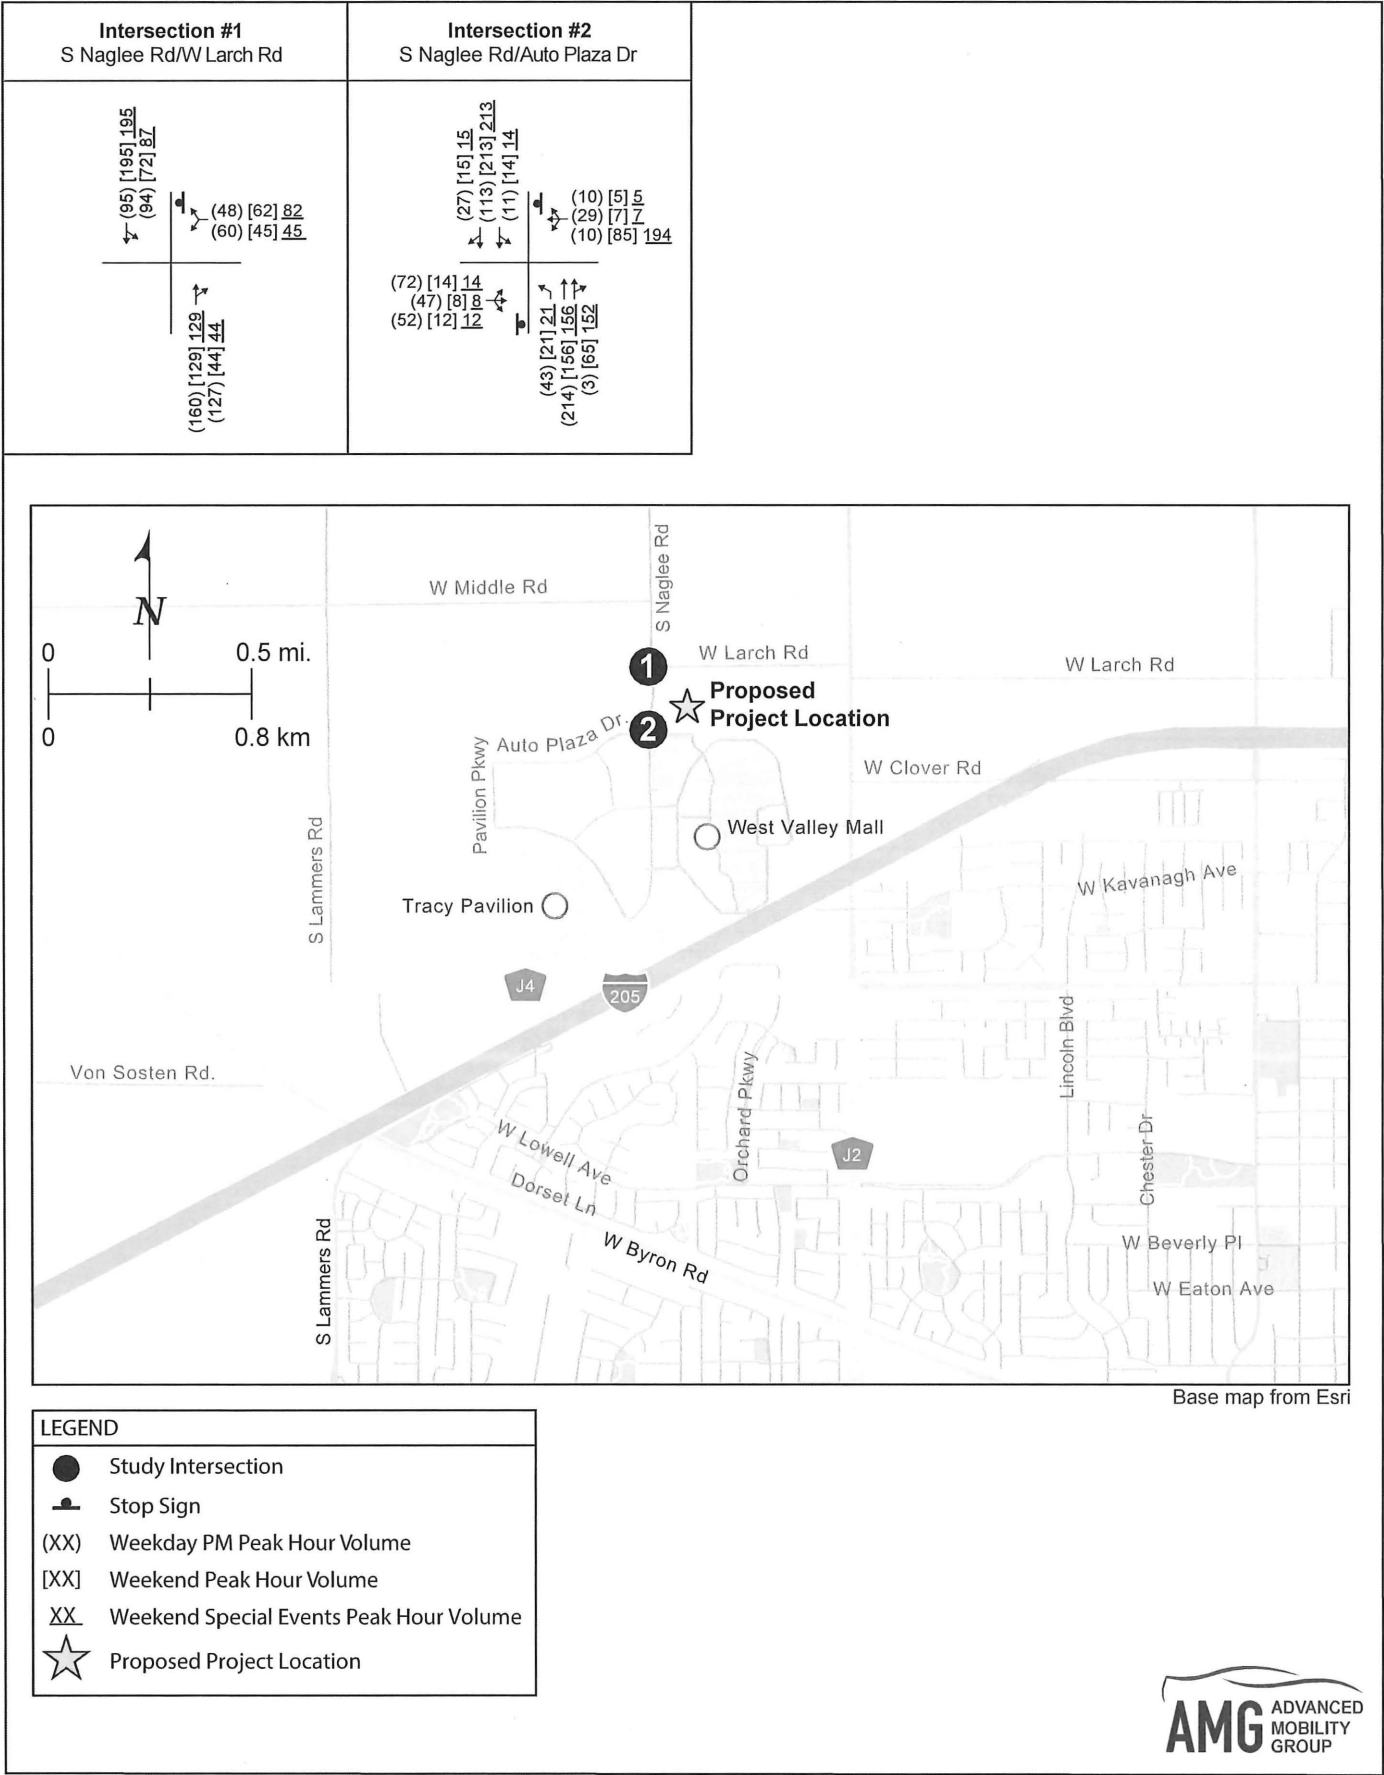 Intersection #1
S Naglee Rd/W Larch Rd
Intersection #2
S Naglee Rd/Auto Plaza Dr
(95) [195] 195
(94) [72] 87
(48) [62] 82
(60) [45] 45
(160) [129] 129
(127) [44] 44
(27) [15] 15
(113) [213] 213
(11) [14] 14
(10) [5] 5
(29) [7] 7
(10) [85] 194
(72) [14] 14
(47) [8] 8
(52) [12] 12
(43) [21] 21
(214) [156] 156
(3) [65] 152
S Naglee Rd
W Middle Rd
N
0 0.5 mi.
0 0.8 km
1
W Larch Rd
W Larch Rd
Proposed
Project Location
2
Auto Plaza Dr.
Pavilion Pkwy
W Clover Rd
West Valley Mall
S Lammers Rd
W Kavanagh Ave
Tracy Pavilion
J4
205
Lincoln Blvd
Von Sosten Rd.
Orchard Pkwy
Chester Dr
W Lowell Ave
J2
Dorset Ln
W Byron Rd
S Lammers Rd
W Beverly Pl
W Eaton Ave
Base map from Esri
LEGEND
Study Intersection
Stop Sign
(XX) Weekday PM Peak Hour Volume
[XX] Weekend Peak Hour Volume
XX Weekend Special Events Peak Hour Volume
Proposed Project Location
AMG ADVANCED
MOBILITY
GROUP